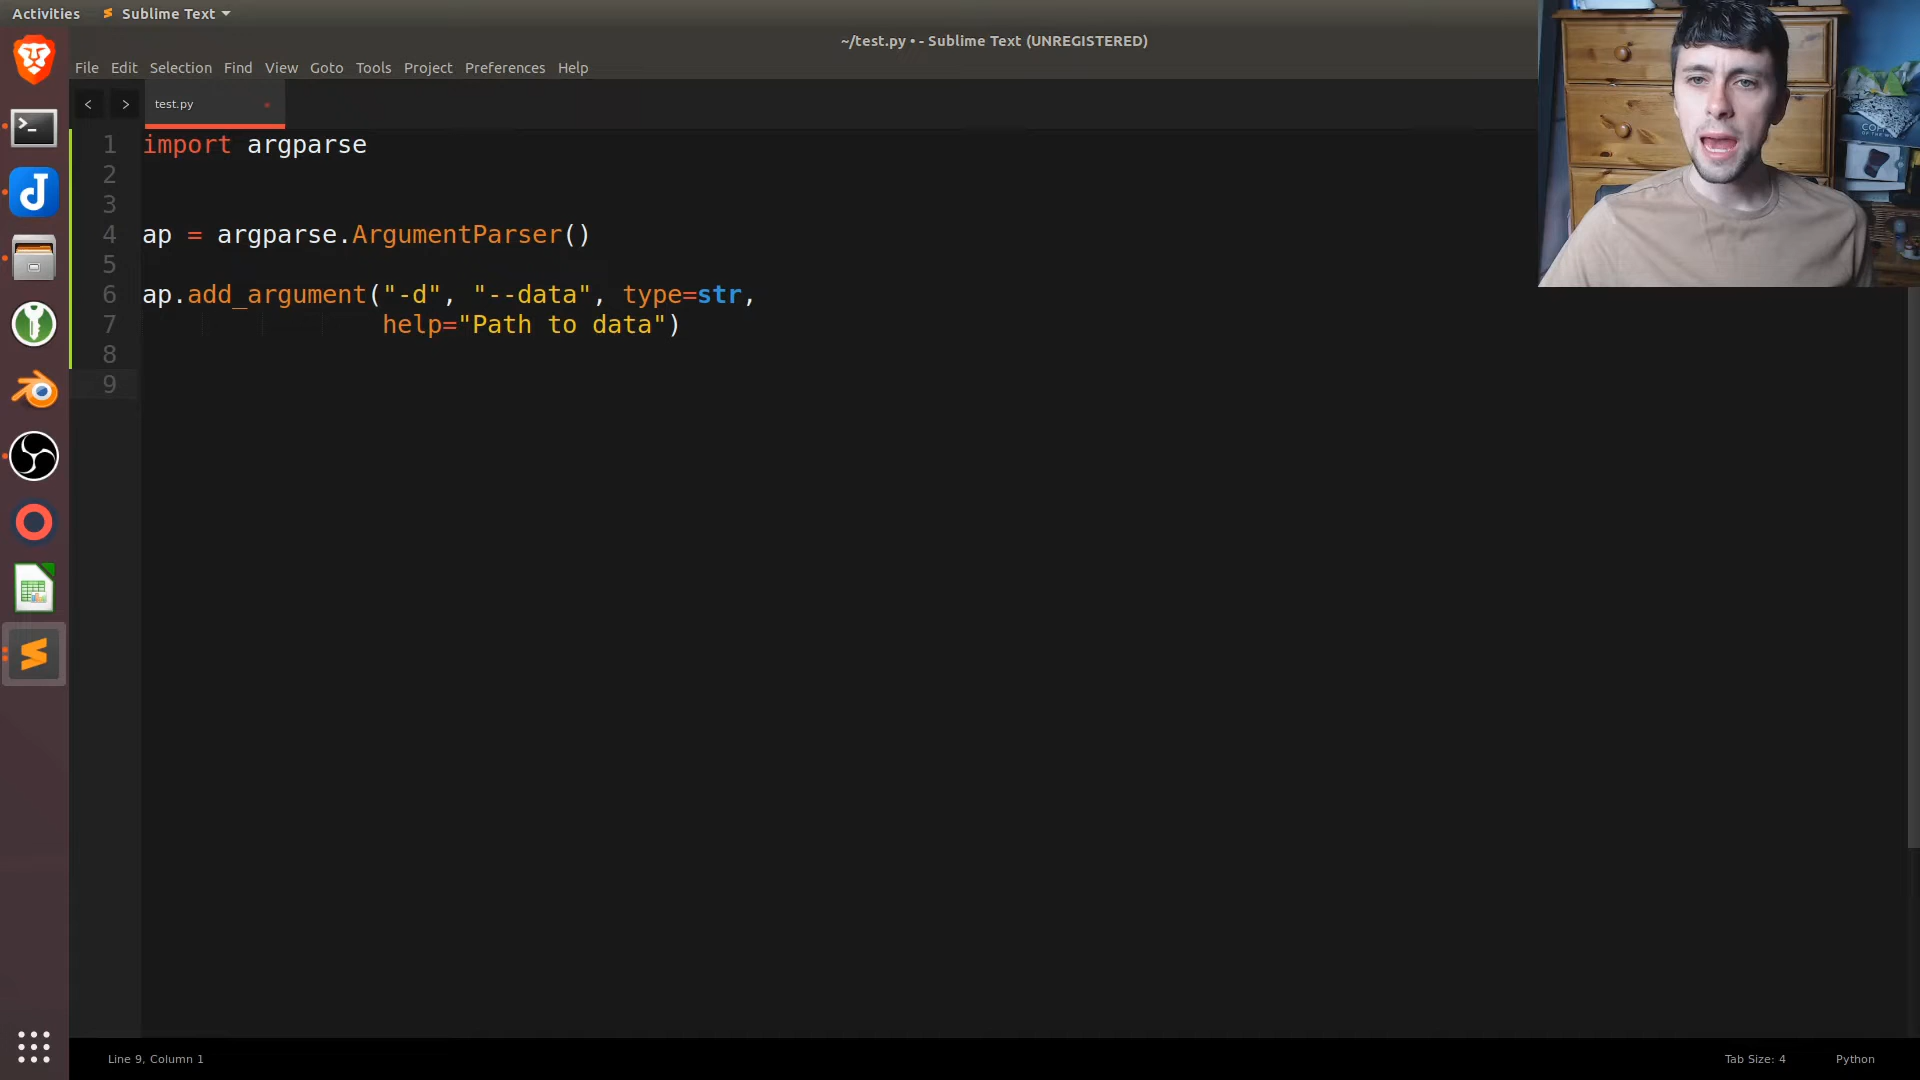 Activities
Sublime Text
~/test.py • - Sublime Text (UNREGISTERED)
File Edit Selection Find View Goto Tools Project Preferences Help
< > test.py
1 import argparse
2
3
4 ap = argparse.ArgumentParser()
5
6 ap.add_argument("-d", "--data", type=str,
7 help="Path to data")
8
9
Line 9, Column 1
Tab Size: 4
Python